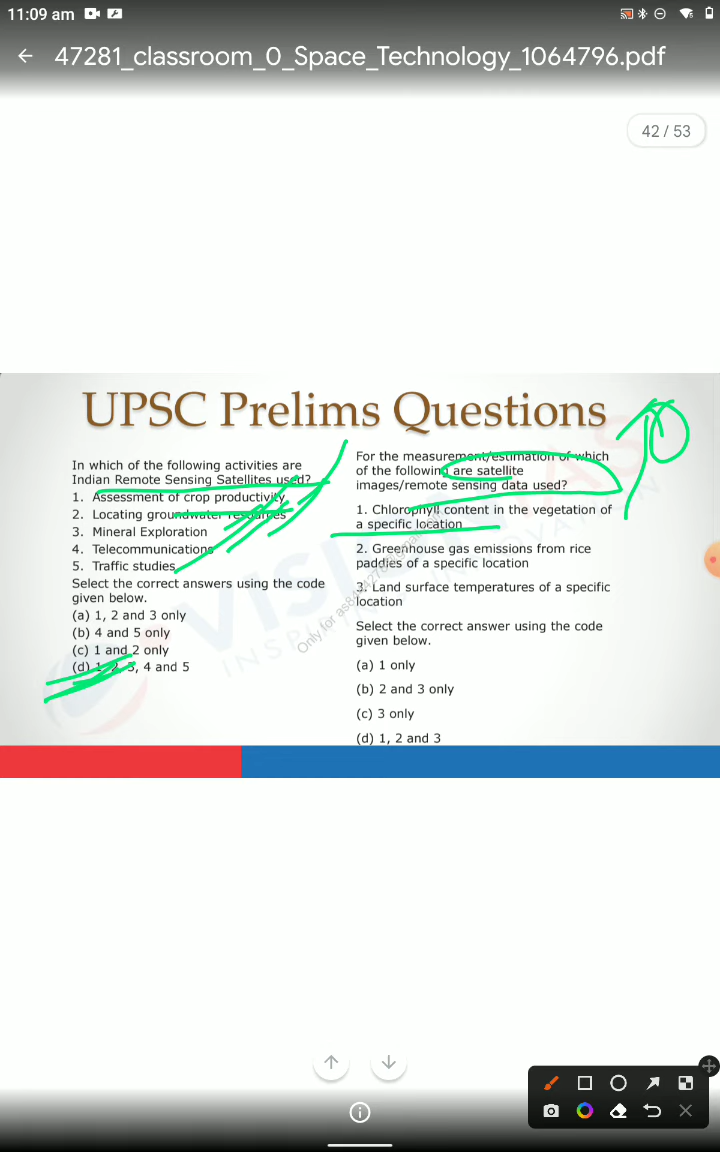 11:09 am
47281_classroom_0_Space_Technology_1064796.pdf
42 / 53
UPSC Prelims Questions
In which of the following activities are
Indian Remote Sensing Satellites used?
1. Assessment of crop productivity
2. Locating groundwater resources
3. Mineral Exploration
4. Telecommunications
5. Traffic studies
Select the correct answers using the code
given below.
(a) 1, 2 and 3 only
(b) 4 and 5 only
(c) 1 and 2 only
(d) 1, 2, 3, 4 and 5
For the measurement/estimation of which
of the following are satellite
images/remote sensing data used?
1. Chlorophyll content in the vegetation of
a specific location
2. Greenhouse gas emissions from rice
paddies of a specific location
3. Land surface temperatures of a specific
location
Select the correct answer using the code
given below.
(a) 1 only
(b) 2 and 3 only
(c) 3 only
(d) 1, 2 and 3